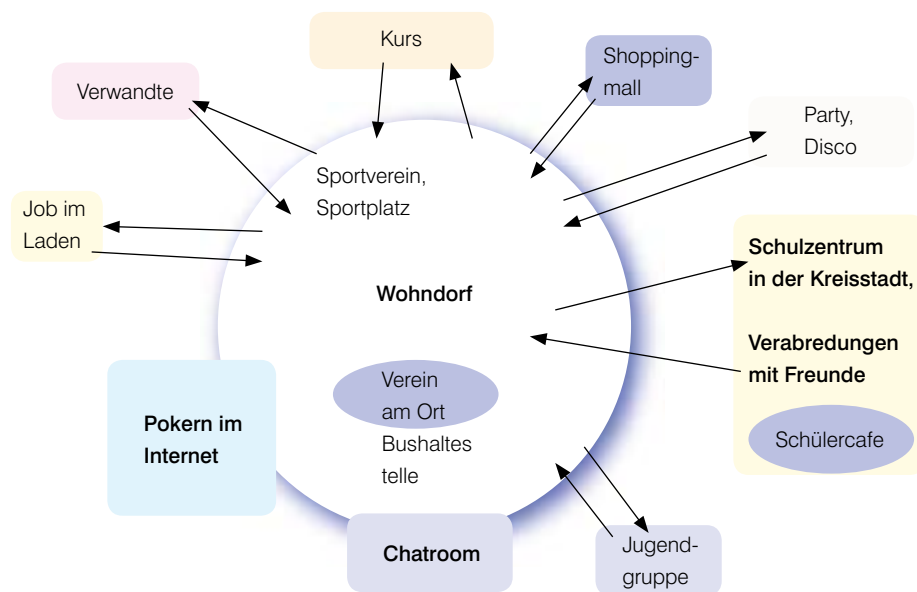 Kurs
Shopping-
mall
Verwandte
Party,
Disco
Sportverein,
Sportplatz
Job im
Laden
Schulzentrum
in der Kreisstadt,
Wohndorf
Verabredungen
mit Freunde
Verein
am Ort
Bushaltes
telle
Pokern im
Internet
Schülercafe
Chatroom
Jugend-
gruppe